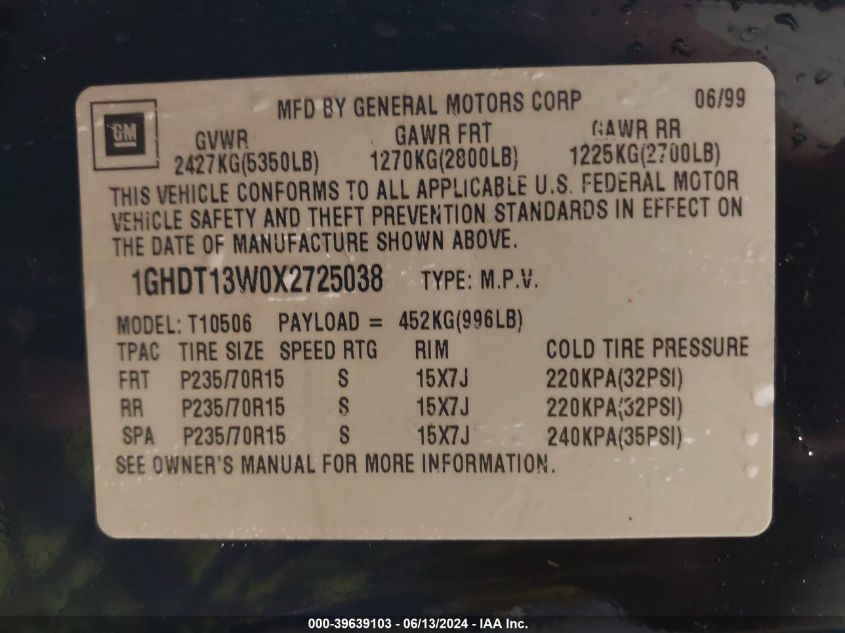 MFD BY GENERAL MOTORS CORP 06/99
GM
GVWR GAWR FRT GAWR RR
2427KG(5350LB) 1270KG(2800LB) 1225KG(2700LB)
THIS VEHICLE CONFORMS TO ALL APPLICABLE U.S. FEDERAL MOTOR
VEHICLE SAFETY AND THEFT PREVENTION STANDARDS IN EFFECT ON
THE DATE OF MANUFACTURE SHOWN ABOVE.
1GHDT13W0X2725038 TYPE: M.P.V.
MODEL: T10506 PAYLOAD = 452KG(996LB)
TPAC TIRE SIZE SPEED RTG RIM COLD TIRE PRESSURE
FRT P235/70R15 S 15X7J 220KPA(32PSI)
RR P235/70R15 S 15X7J 220KPA(32PSI)
SPA P235/70R15 S 15X7J 240KPA(35PSI)
SEE OWNER'S MANUAL FOR MORE INFORMATION.
000-39639103 - 06/13/2024 - IAA Inc.